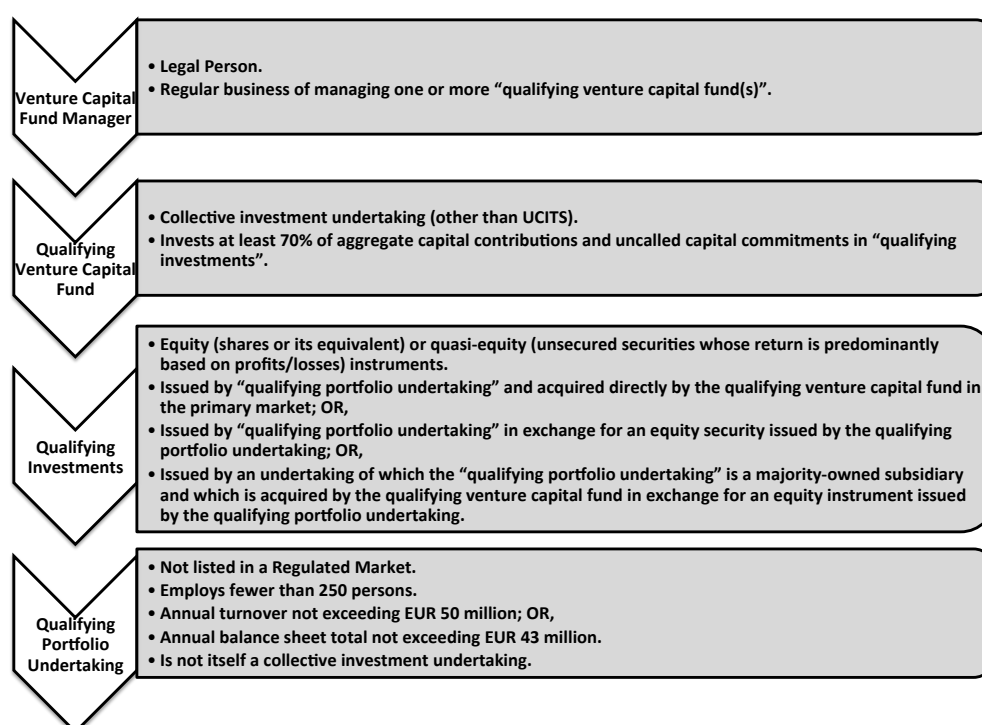 Venture Capital
Fund Manager
• Legal Person.
• Regular business of managing one or more “qualifying venture capital fund(s)”.
Qualifying
Venture Capital
Fund
• Collective investment undertaking (other than UCITS).
• Invests at least 70% of aggregate capital contributions and uncalled capital commitments in “qualifying
investments”.
Qualifying
Investments
• Equity (shares or its equivalent) or quasi-equity (unsecured securities whose return is predominantly
based on profits/losses) instruments.
• Issued by “qualifying portfolio undertaking” and acquired directly by the qualifying venture capital fund in
the primary market; OR,
• Issued by “qualifying portfolio undertaking” in exchange for an equity security issued by the qualifying
portfolio undertaking; OR,
• Issued by an undertaking of which the “qualifying portfolio undertaking” is a majority-owned subsidiary
and which is acquired by the qualifying venture capital fund in exchange for an equity instrument issued
by the qualifying portfolio undertaking.
Qualifying
Portfolio
Undertaking
• Not listed in a Regulated Market.
• Employs fewer than 250 persons.
• Annual turnover not exceeding EUR 50 million; OR,
• Annual balance sheet total not exceeding EUR 43 million.
• Is not itself a collective investment undertaking.